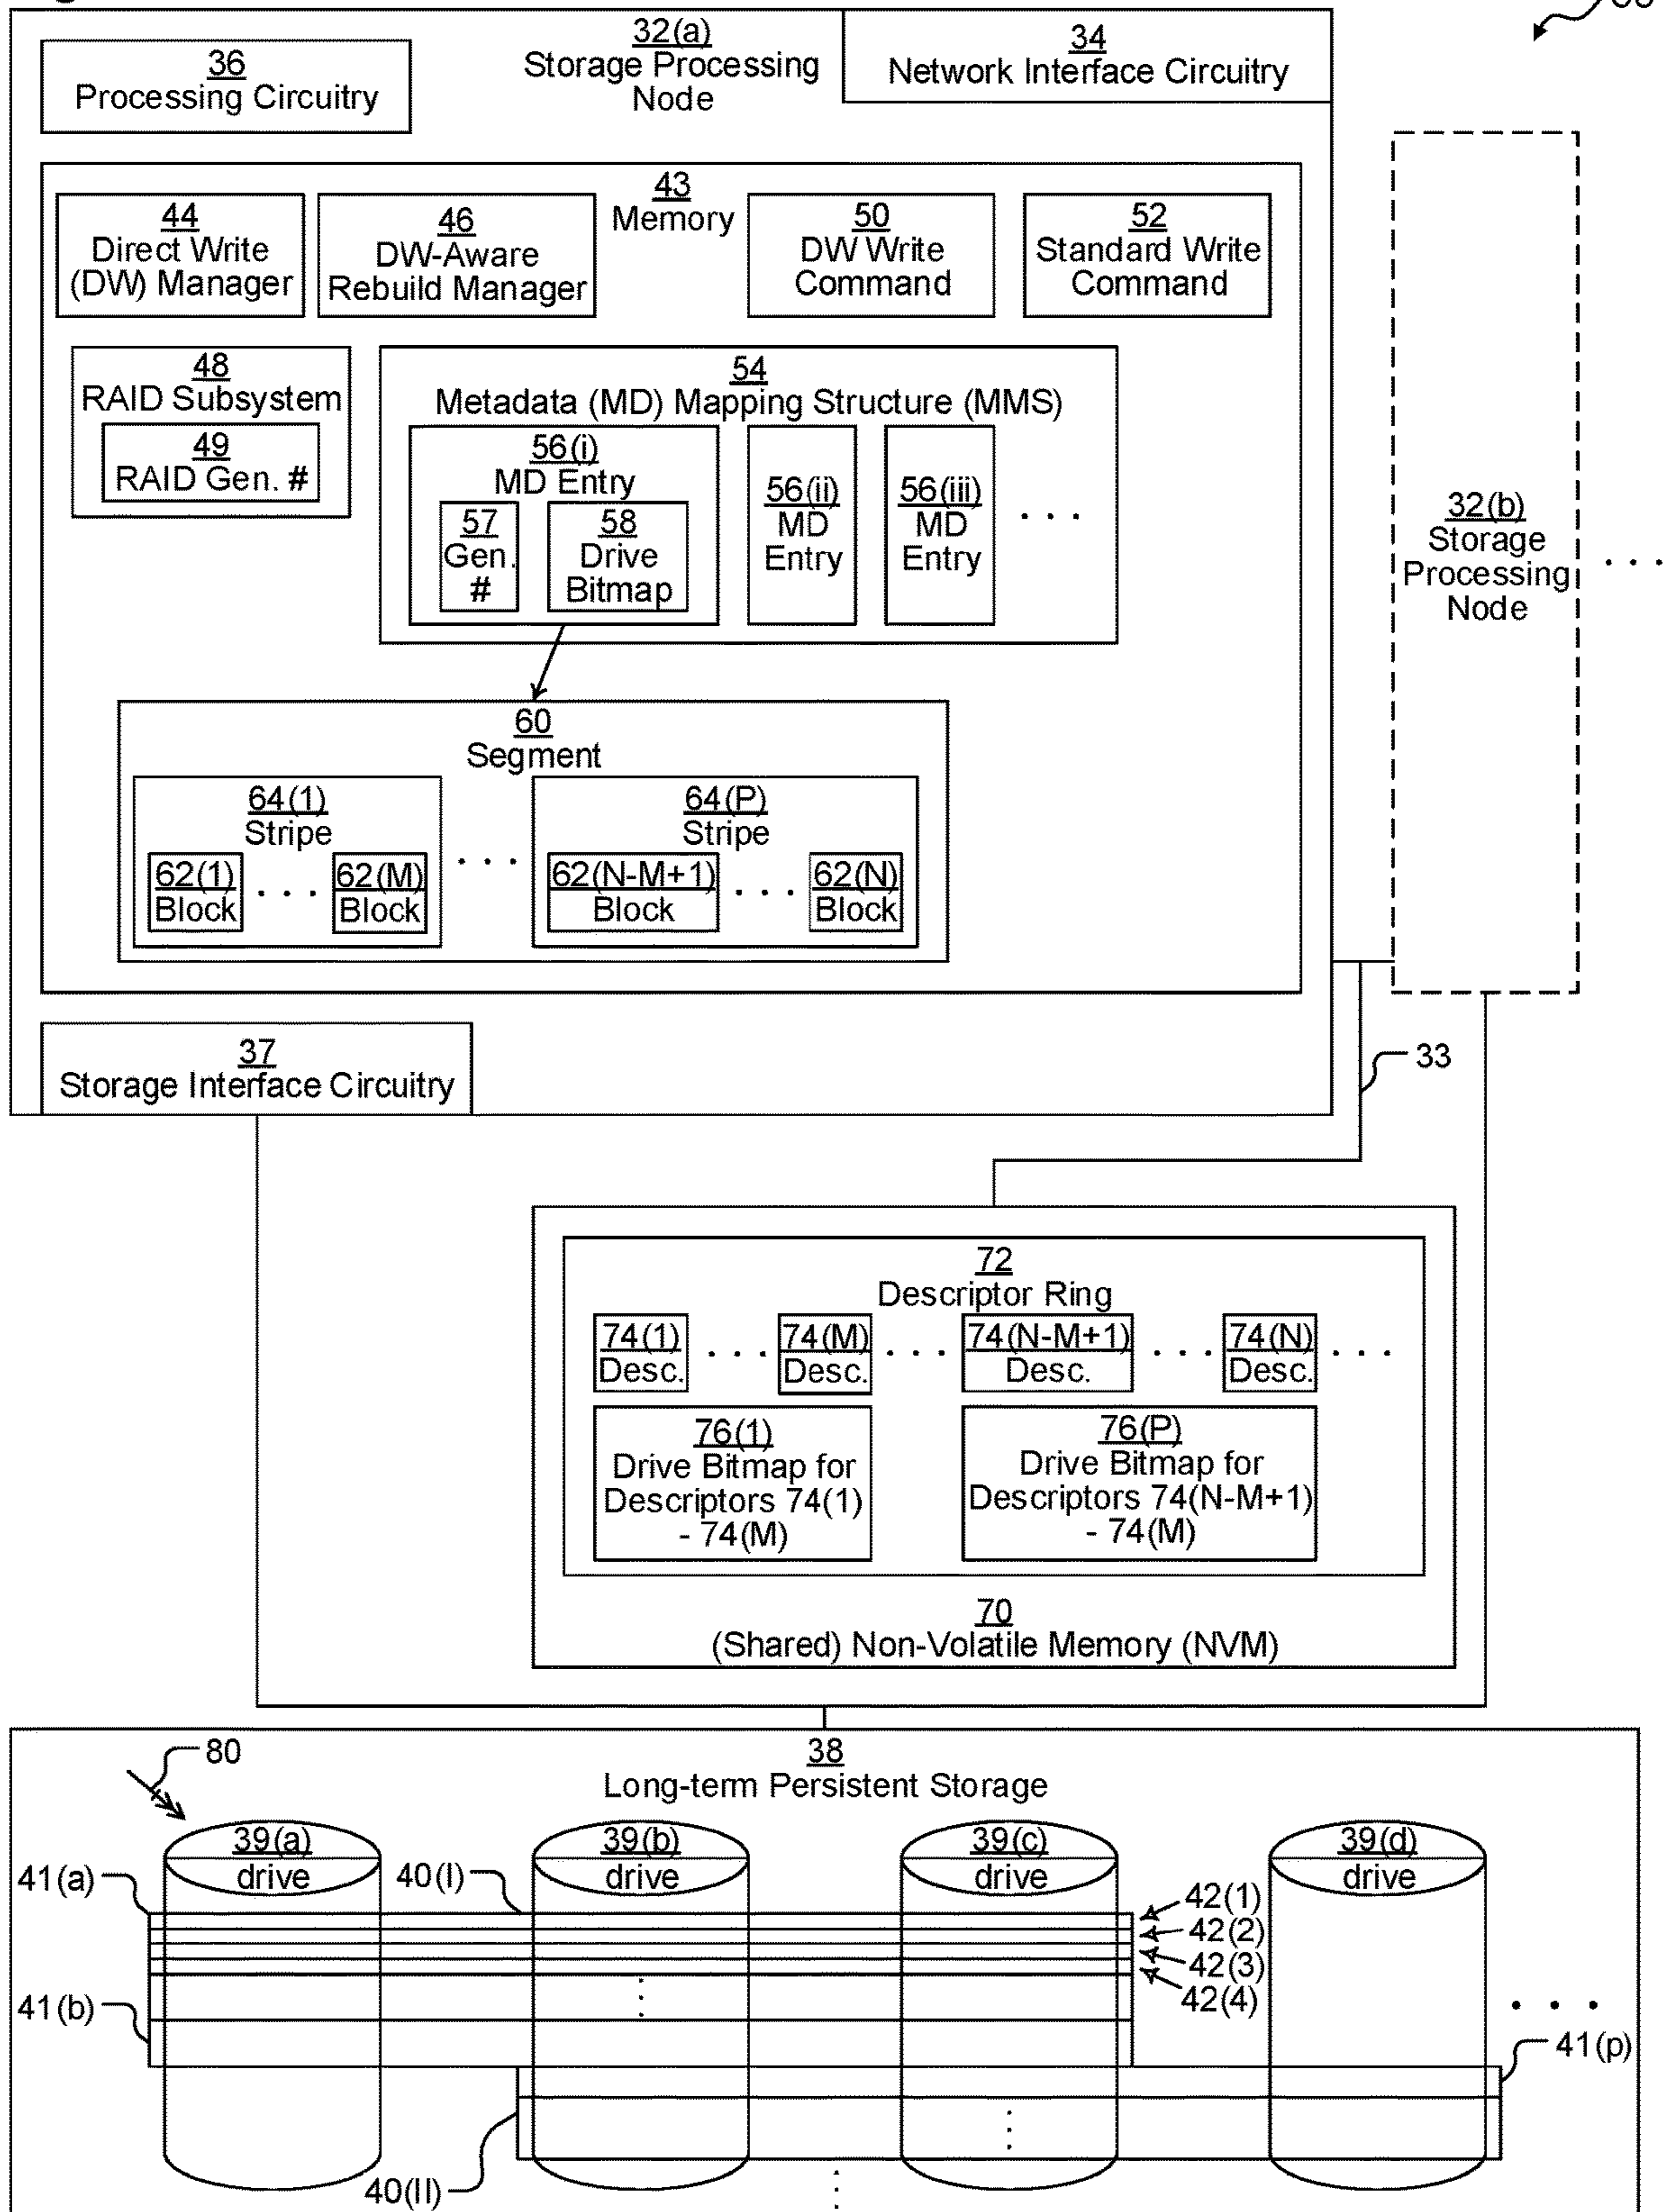 32(a)
Storage Processing
Node
34
Network Interface Circuitry
36
Processing Circuitry
43
Memory
44
Direct Write
(DW) Manager
46
DW-Aware
Rebuild Manager
50
DW Write
Command
52
Standard Write
Command
48
RAID Subsystem
49
RAID Gen. #
54
Metadata (MD) Mapping Structure (MMS)
56(i)
MD Entry
57
Gen.
#
58
Drive
Bitmap
56(ii)
MD
Entry
56(iii)
MD
Entry
. . .
32(b)
Storage
Processing
Node
. . .
60
Segment
64(1)
Stripe
62(1)
Block
. . .
62(M)
Block
. . .
64(P)
Stripe
62(N-M+1)
Block
. . .
62(N)
Block
37
Storage Interface Circuitry
33
72
Descriptor Ring
74(1)
Desc.
. . .
74(M)
Desc.
. . .
74(N-M+1)
Desc.
. . .
74(N)
Desc.
. . .
76(1)
Drive Bitmap for
Descriptors 74(1)
- 74(M)
76(P)
Drive Bitmap for
Descriptors 74(N-M+1)
- 74(M)
70
(Shared) Non-Volatile Memory (NVM)
80
38
Long-term Persistent Storage
39(a)
drive
39(b)
drive
39(c)
drive
39(d)
drive
41(a)
40(I)
42(1)
42(2)
42(3)
42(4)
41(b)
. . .
41(p)
40(II)